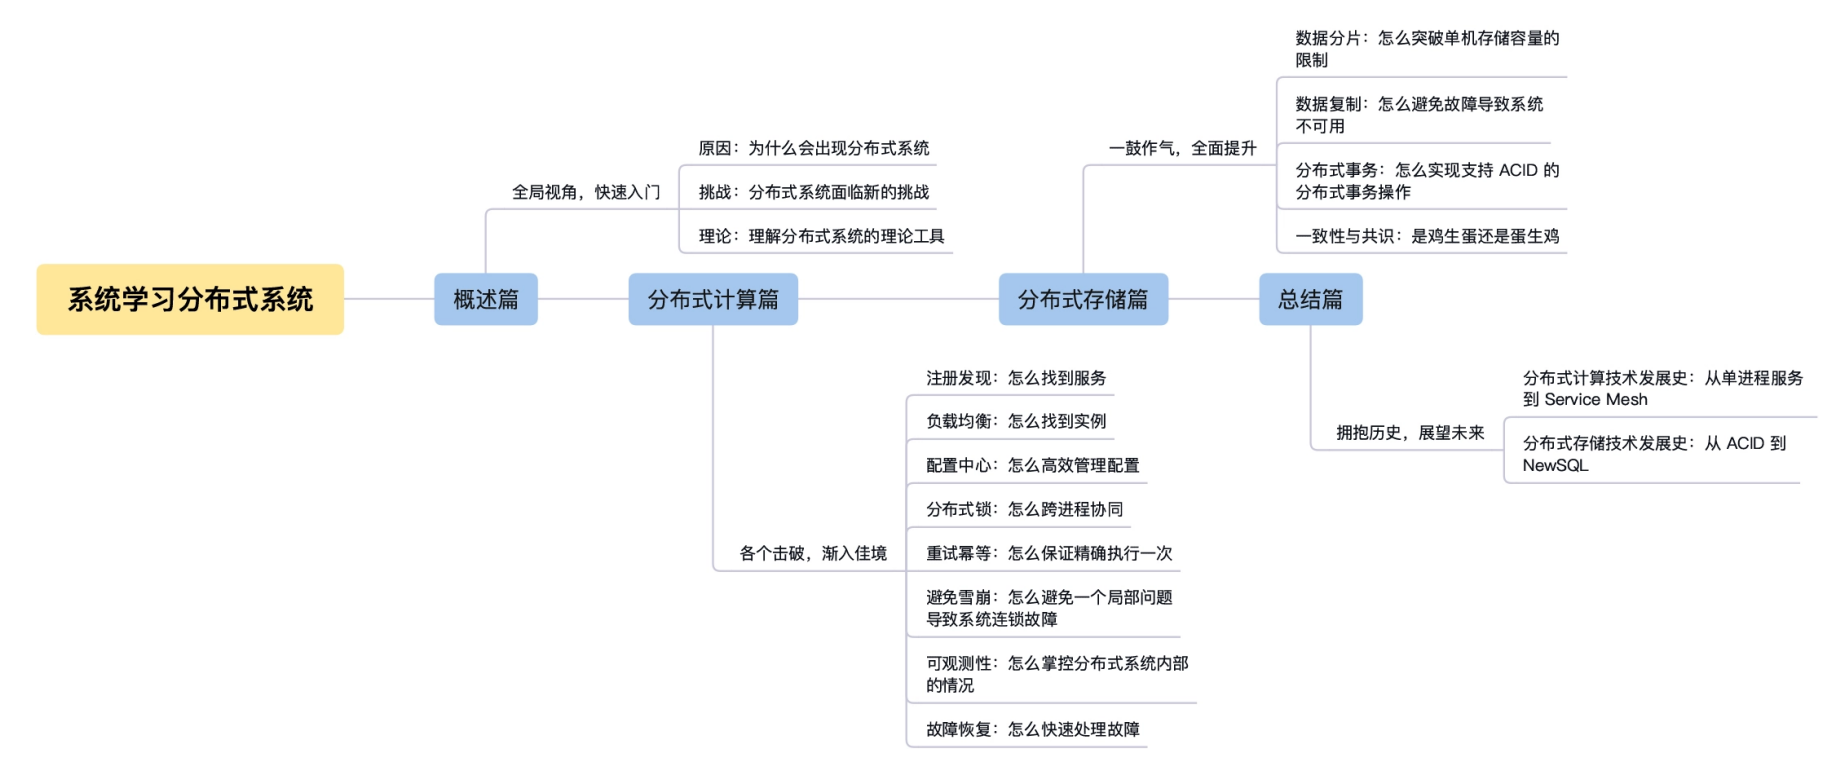 系统学习分布式系统
概述篇
全局视角，快速入门
原因：为什么会出现分布式系统
挑战：分布式系统面临新的挑战
理论：理解分布式系统的理论工具
分布式计算篇
各个击破，渐入佳境
注册发现：怎么找到服务
负载均衡：怎么找到实例
配置中心：怎么高效管理配置
分布式锁：怎么跨进程协同
重试幂等：怎么保证精确执行一次
避免雪崩：怎么避免一个局部问题
导致系统连锁故障
可观测性：怎么掌控分布式系统内部
的情况
故障恢复：怎么快速处理故障
分布式存储篇
一鼓作气，全面提升
数据分片：怎么突破单机存储容量的
限制
数据复制：怎么避免故障导致系统
不可用
分布式事务：怎么实现支持 ACID 的
分布式事务操作
一致性与共识：是鸡生蛋还是蛋生鸡
总结篇
拥抱历史，展望未来
分布式计算技术发展史：从单进程服务
到 Service Mesh
分布式存储技术发展史：从 ACID 到
NewSQL